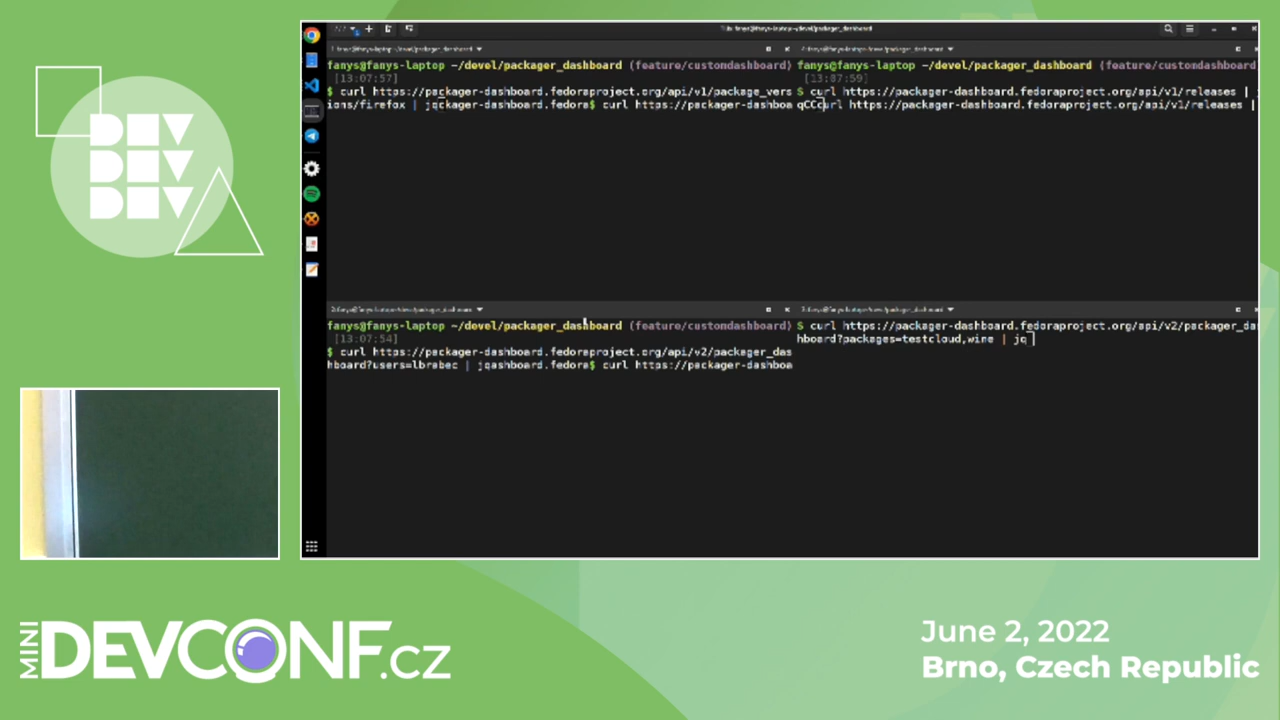 DEV
DEV
DEV
fanys@fanys-laptop ~/devel/packager_dashboard (feature/customdashboard)
[13:07:57]
$ curl https://packager-dashboard.fedoraproject.org/api/v1/package_vers
ions/firefox | jqckager-dashboard.fedora$ curl https://packager-dashboa
fanys@fanys-laptop ~/devel/packager_dashboard (feature/customdashboard)
[13:07:59]
$ curl https://packager-dashboard.fedoraproject.org/api/v1/releases | j
qCCcurl https://packager-dashboard.fedoraproject.org/api/v1/releases |
fanys@fanys-laptop ~/devel/packager_dashboard (feature/customdashboard)
[13:07:54]
$ curl https://packager-dashboard.fedoraproject.org/api/v2/packager_das
hboard?users=lbrabec | jqashboard.fedora$ curl https://packager-dashboa
$ curl https://packager-dashboard.fedoraproject.org/api/v2/packager_das
hboard?packages=testcloud,wine | jq
MINI DEVCONF.CZ
June 2, 2022
Brno, Czech Republic